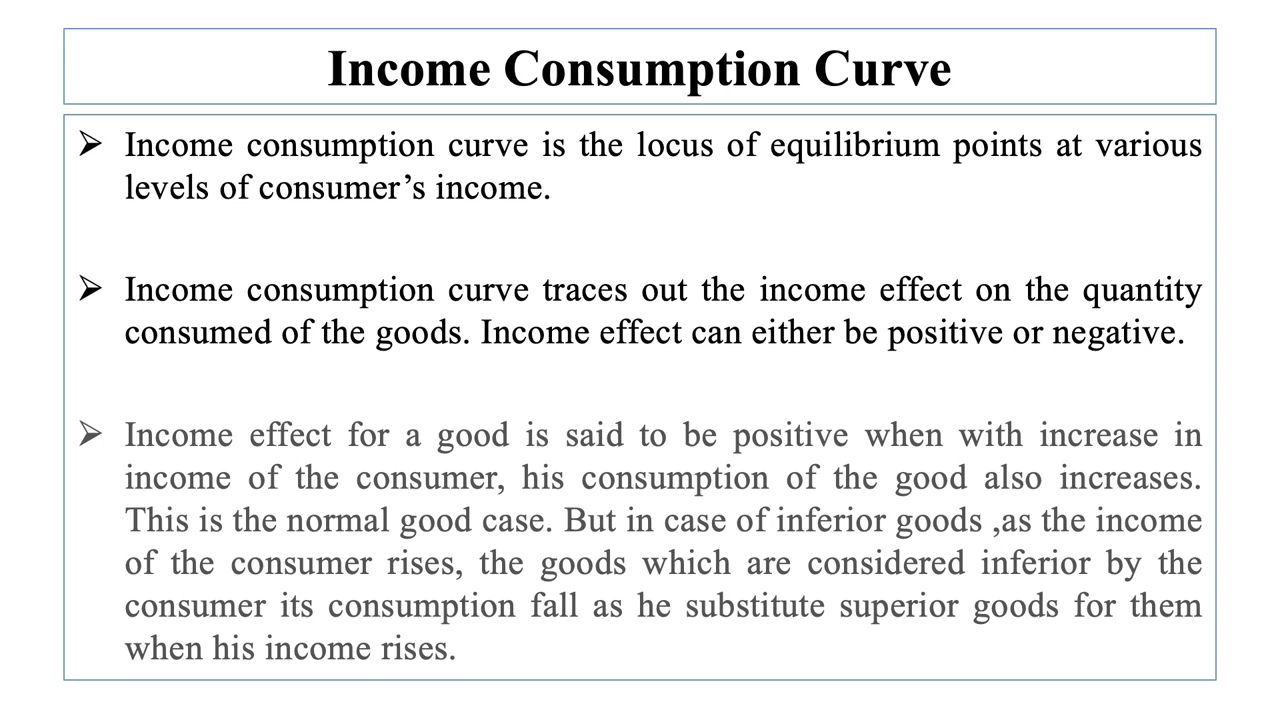 Income Consumption Curve
➢ Income consumption curve is the locus of equilibrium points at various
levels of consumer’s income.
➢ Income consumption curve traces out the income effect on the quantity
consumed of the goods. Income effect can either be positive or negative.
➢ Income effect for a good is said to be positive when with increase in
income of the consumer, his consumption of the good also increases.
This is the normal good case. But in case of inferior goods ,as the income
of the consumer rises, the goods which are considered inferior by the
consumer its consumption fall as he substitute superior goods for them
when his income rises.